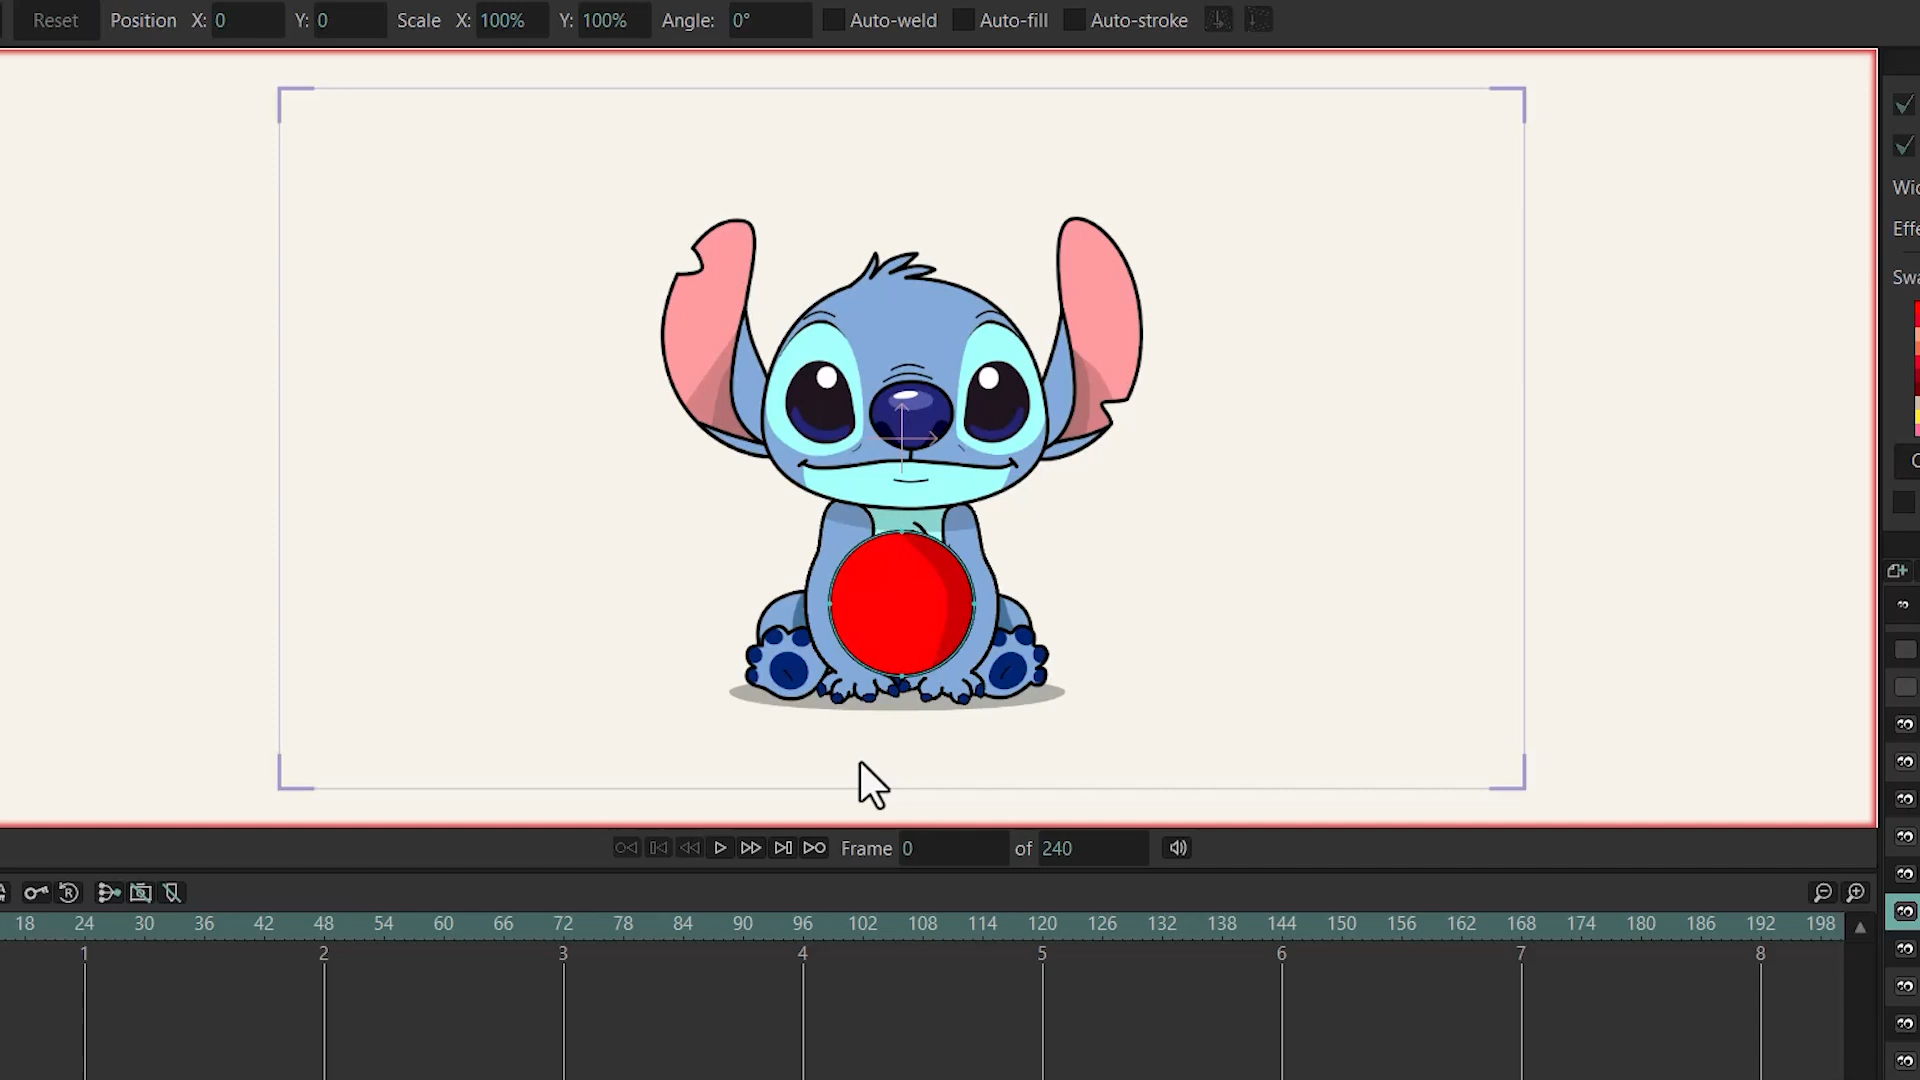 Reset Position X: 0 Y: 0 Scale X: 100% Y: 100% Angle: 0° Auto-weld Auto-fill Auto-stroke
Wid
Effe
Swa
Frame 0 of 240
18 24 30 36 42 48 54 60 66 72 78 84 90 96 102 108 114 120 126 132 138 144 150 156 162 168 174 180 186 192 198
1 2 3 4 5 6 7 8